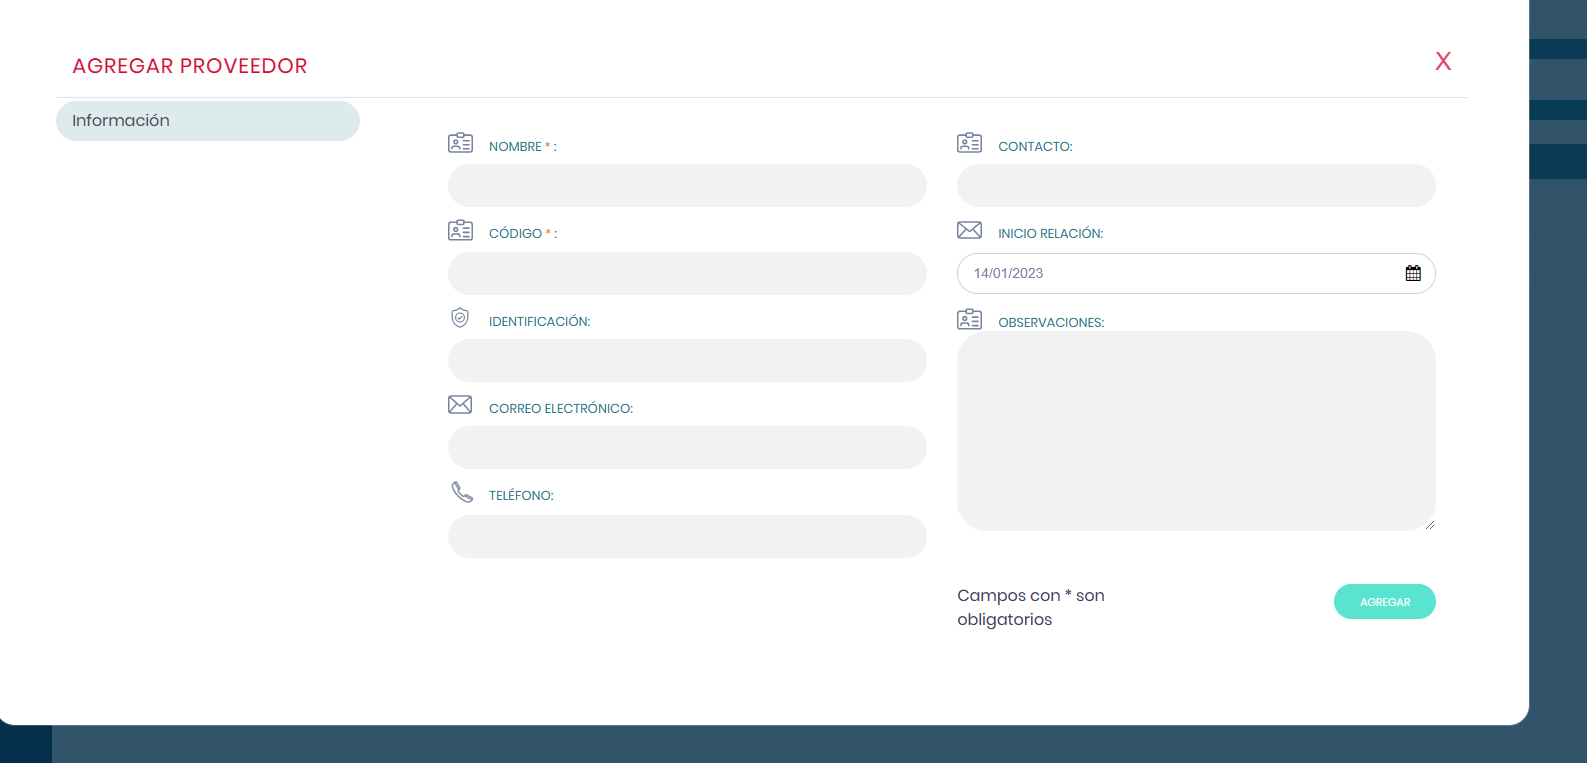 AGREGAR PROVEEDOR
X
Información
NOMBRE * :
CÓDIGO * :
IDENTIFICACIÓN:
CORREO ELECTRÓNICO:
TELÉFONO:
CONTACTO:
INICIO RELACIÓN:
14/01/2023
OBSERVACIONES:
Campos con * son
obligatorios
AGREGAR